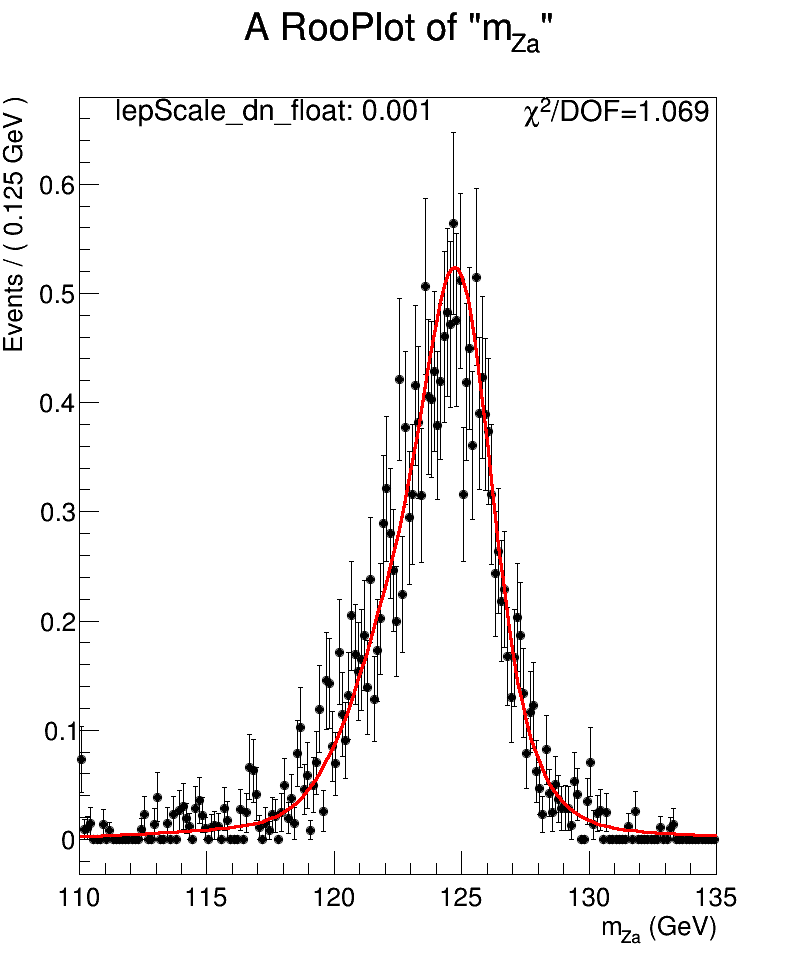 A RooPlot of "m_Za"
lepScale_dn_float: 0.001
χ²/DOF=1.069
Events / ( 0.125 GeV )
0.6
0.5
0.4
0.3
0.2
0.1
0
110 115 120 125 130 135
m_Za (GeV)